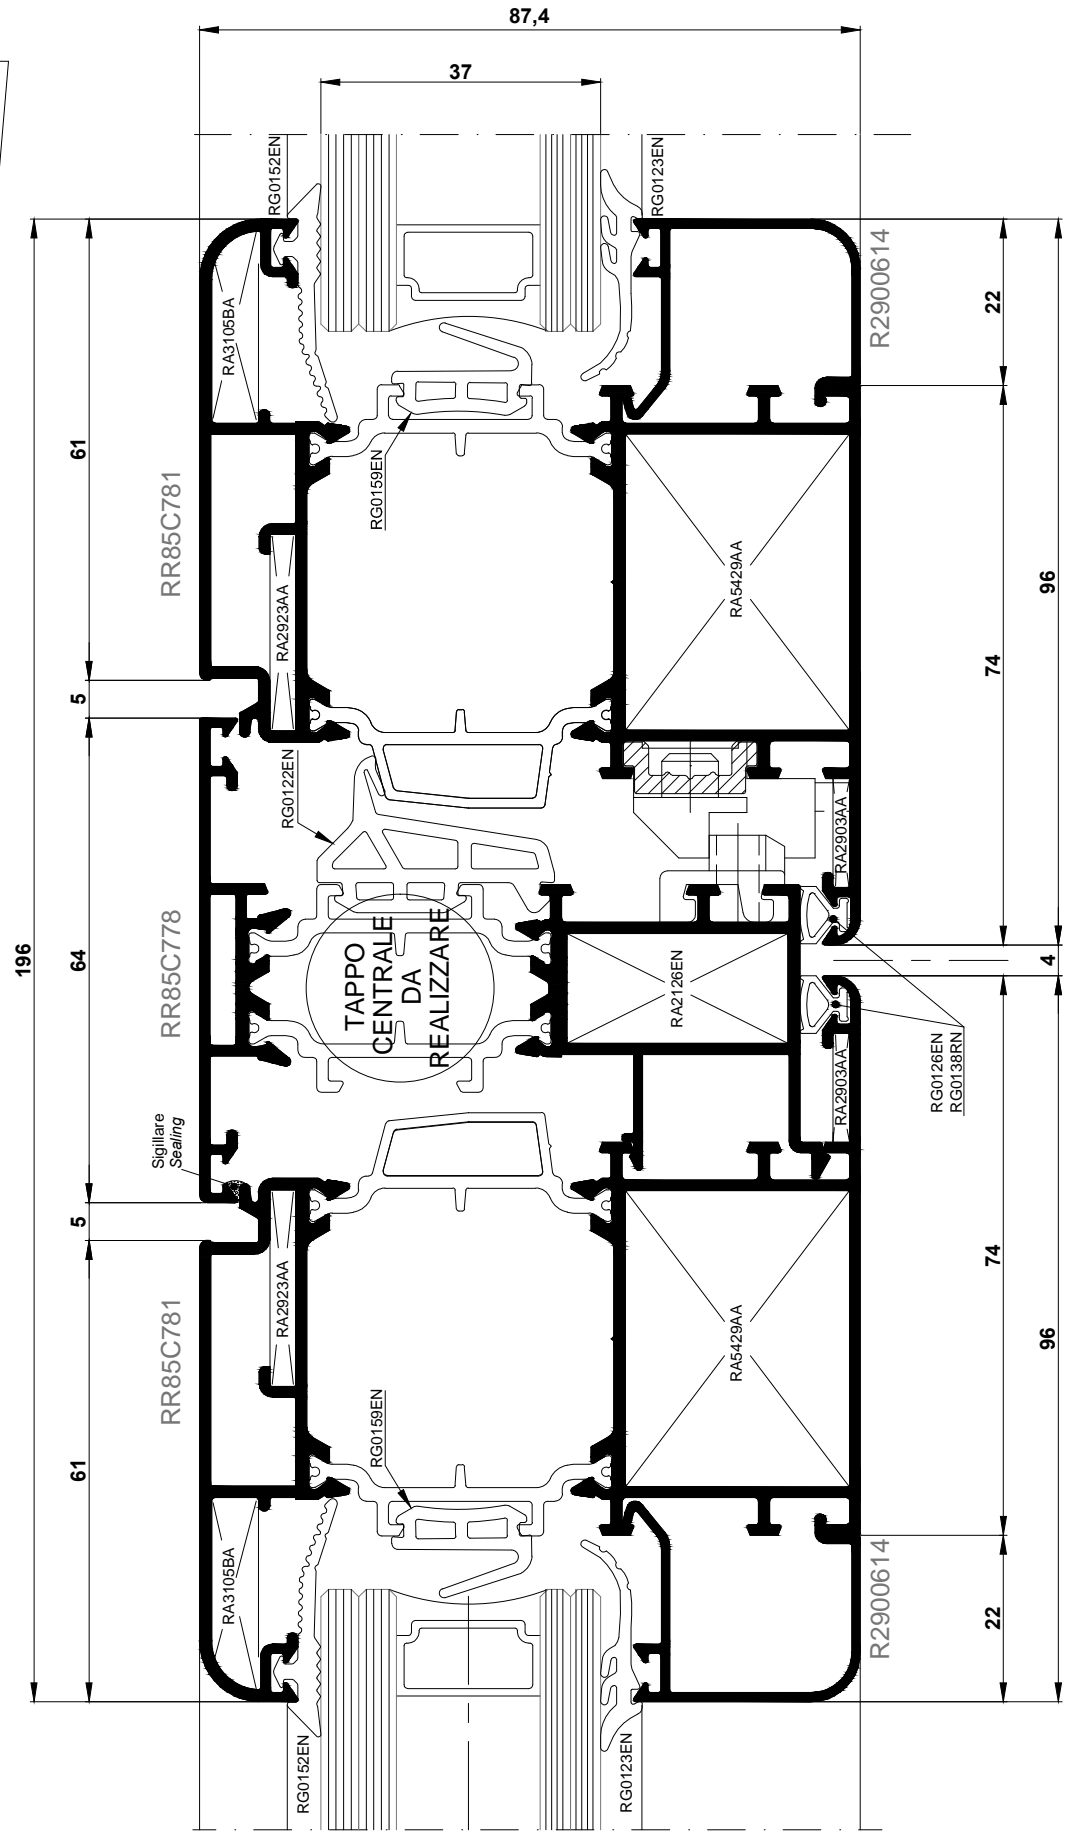 87,4
37
RG0152EN
RG0123EN
R2900614
22
61
RA3105BA
RR85C781
RG0159EN
RA2923AA
RA5429AA
96
74
5
RG0122EN
RA2903AA
196
64
RR85C778
TAPPO
CENTRALE
DA
REALIZZARE
RA2126EN
4
RG0126EN
RG0138RN
RA2903AA
Sigillare
Sealing
5
RR85C781
RA2923AA
RA5429AA
74
96
61
RG0159EN
RA3105BA
R2900614
22
RG0152EN
RG0123EN